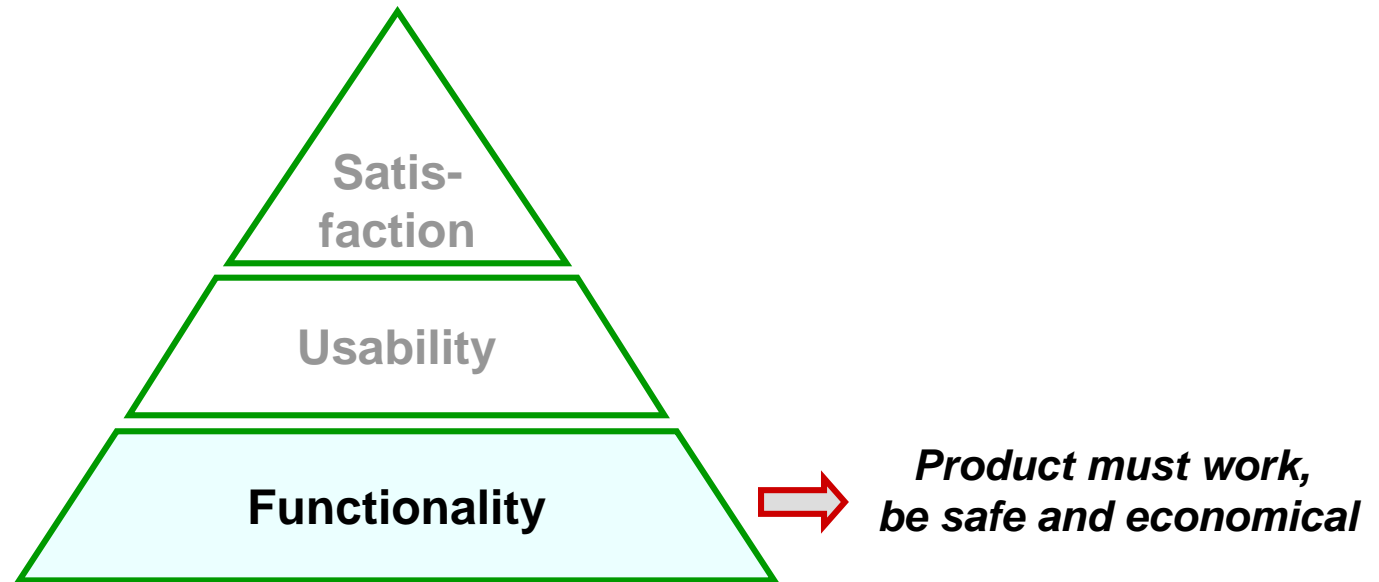 Satis-
faction
Usability
Functionality
Product must work,
be safe and economical